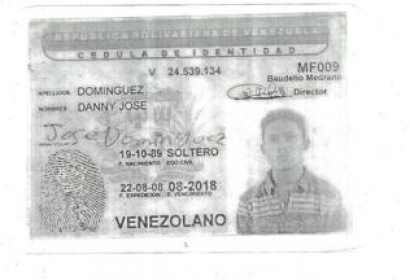 REPUBLICA BOLIVARIANA DE VENEZUELA
CEDULA DE IDENTIDAD
V 24.539.134
MF009
Baudelio Medrano
Director
APELLIDOS DOMINGUEZ
NOMBRES DANNY JOSE
Jose Dominguez
19-10-89 SOLTERO
F. NACIMIENTO EDO CIVIL
22-08-08 08-2018
F. EXPEDICION F. VENCIMIENTO
VENEZOLANO